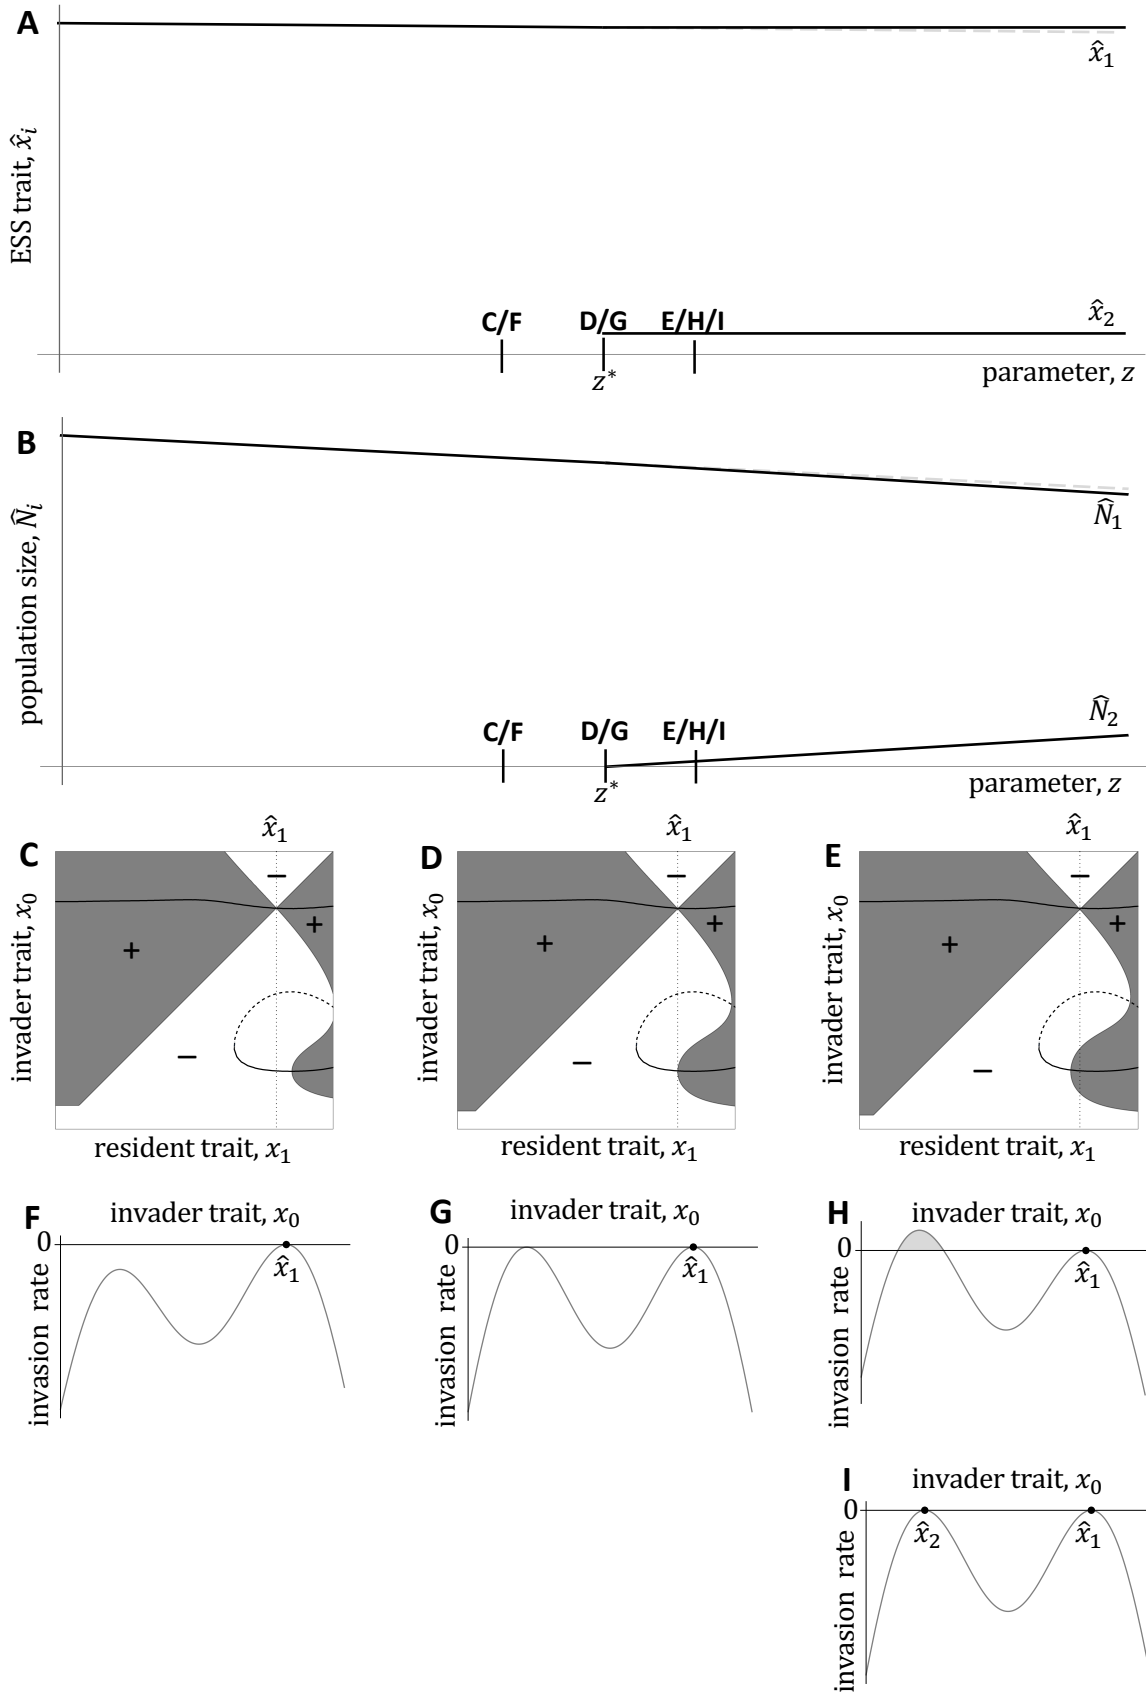 A
ESS trait, x̂ᵢ
x̂₁
x̂₂
C/F D/G E/H/I
z*
parameter, z
B
population size, N̂ᵢ
N̂₁
N̂₂
C/F D/G E/H/I
z*
parameter, z
C x̂₁
invader trait, x₀
−
+
+
−
resident trait, x₁
D x̂₁
invader trait, x₀
−
+
+
−
resident trait, x₁
E x̂₁
invader trait, x₀
−
+
+
−
resident trait, x₁
F invader trait, x₀
0
x̂₁
invasion rate
G invader trait, x₀
0
x̂₁
invasion rate
H invader trait, x₀
0
x̂₁
invasion rate
I invader trait, x₀
0
x̂₂ x̂₁
invasion rate